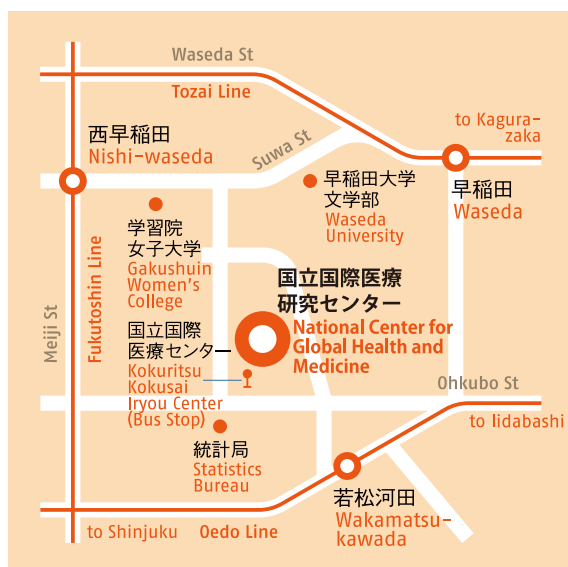 Waseda St
Tozai Line
to Kagura-
zaka
西早稲田
Nishi-waseda
Suwa St
早稲田大学
文学部
Waseda
University
早稲田
Waseda
学習院
女子大学
Gakushuin
Women's
College
Fukutoshin Line
Meiji St
国立国際医療
研究センター
National Center for
Global Health and
Medicine
国立国際
医療センター
Kokuritsu
Kokusai
Iryou Center
(Bus Stop)
Ohkubo St
to Iidabashi
統計局
Statistics
Bureau
若松河田
Wakamatsu-
kawada
to Shinjuku
Oedo Line